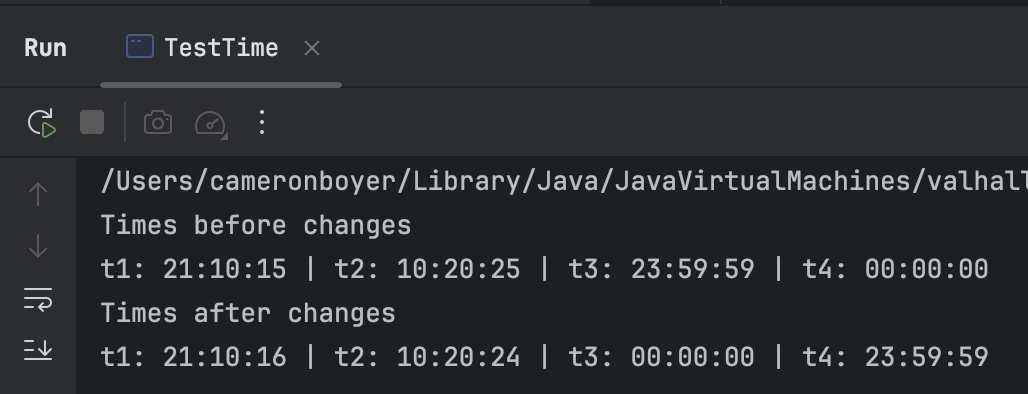 Run TestTime
/Users/cameronboyer/Library/Java/JavaVirtualMachines/valhall
Times before changes
t1: 21:10:15 | t2: 10:20:25 | t3: 23:59:59 | t4: 00:00:00
Times after changes
t1: 21:10:16 | t2: 10:20:24 | t3: 00:00:00 | t4: 23:59:59